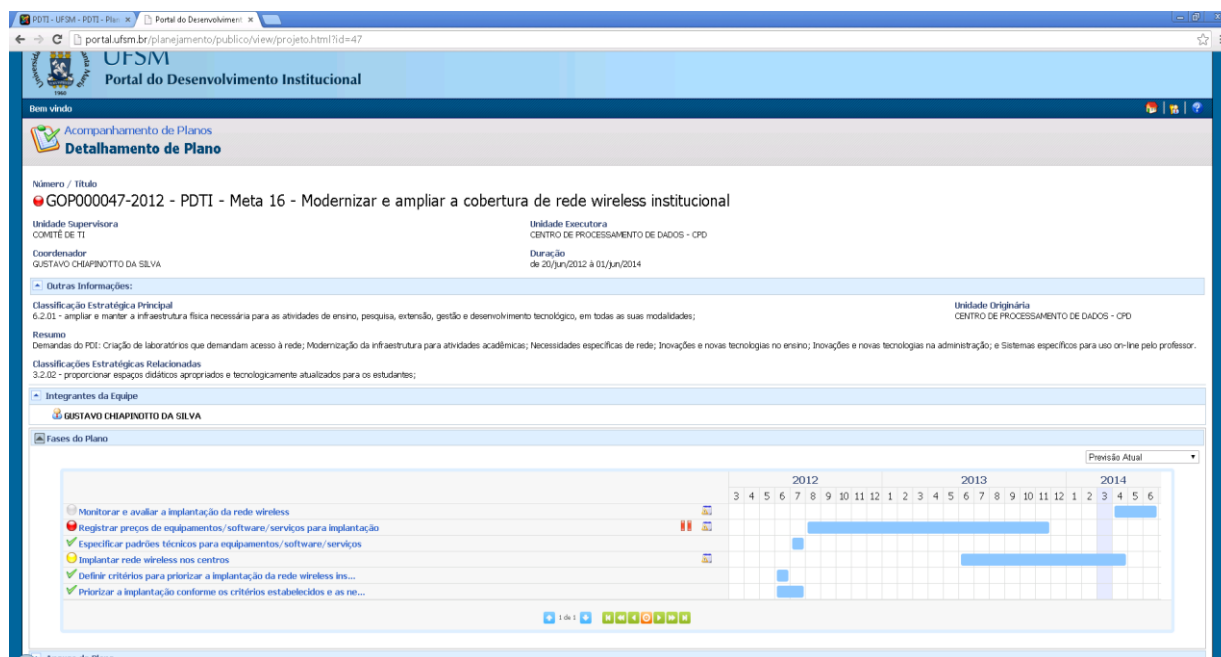 PDTI - UFSM - PDTI - Plan
Portal do Desenvolviment
portal.ufsm.br/planejamento/publico/view/projeto.html?id=47
1960
UFSM
Portal do Desenvolvimento Institucional
Bem vindo
Acompanhamento de Planos
Detalhamento de Plano
Número / Título
GOP000047-2012 - PDTI - Meta 16 - Modernizar e ampliar a cobertura de rede wireless institucional
Unidade Supervisora Unidade Executora
COMITÊ DE TI CENTRO DE PROCESSAMENTO DE DADOS - CPD
Coordenador Duração
GUSTAVO CHIAPINOTTO DA SILVA de 20/jun/2012 à 01/jun/2014
Outras Informações:
Classificação Estratégica Principal Unidade Originária
6.2.01 - ampliar e manter a infraestrutura física necessária para as atividades de ensino, pesquisa, extensão, gestão e desenvolvimento tecnológico, em todas as suas modalidades; CENTRO DE PROCESSAMENTO DE DADOS - CPD
Resumo
Demandas do PDI: Criação de laboratórios que demandam acesso à rede; Modernização da infraestrutura para atividades acadêmicas; Necessidades específicas de rede; Inovações e novas tecnologias no ensino; Inovações e novas tecnologias na administração; e Sistemas específicos para uso on-line pelo professor.
Classificações Estratégicas Relacionadas
3.2.02 - proporcionar espaços didáticos apropriados e tecnologicamente atualizados para os estudantes;
Integrantes da Equipe
GUSTAVO CHIAPINOTTO DA SILVA
Fases do Plano
Previsão Atual
2012 2013 2014
3 4 5 6 7 8 9 10 11 12 1 2 3 4 5 6 7 8 9 10 11 12 1 2 3 4 5 6
Monitorar e avaliar a implantação da rede wireless
Registrar preços de equipamentos/software/serviços para implantação
Especificar padrões técnicos para equipamentos/software/serviços
Implantar rede wireless nos centros
Definir critérios para priorizar a implantação da rede wireless ins...
Priorizar a implantação conforme os critérios estabelecidos e as ne...
1 de 1